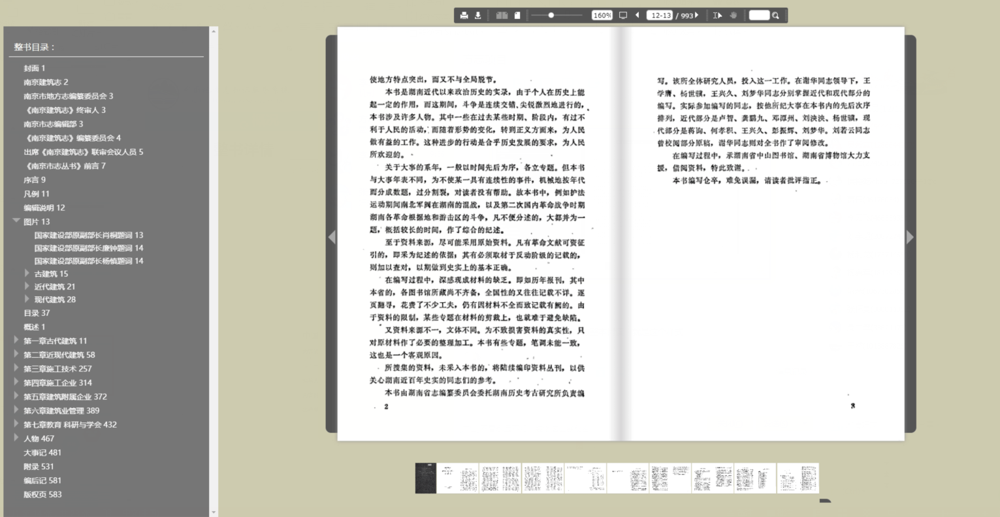 160%
12-13 / 993
整书目录：
封面 1
南京建筑志 2
南京市地方志编纂委员会 3
《南京建筑志》终审人 3
南京市志编辑部 3
《南京建筑志》编纂委员会 4
出席《南京建筑志》联审会议人员 5
《南京市志丛书》前言 7
序言 9
凡例 11
编辑说明 12
图片 13
国家建设部原副部长肖桐题词 13
国家建设部原副部长廉钟题词 14
国家建设部原副部长杨慎题词 14
古建筑 15
近代建筑 21
现代建筑 28
目录 37
概述 1
第一章古代建筑 11
第二章近现代建筑 58
第三章施工技术 257
第四章施工企业 314
第五章建筑附属企业 372
第六章建筑业管理 389
第七章教育 科研与学会 432
人物 467
大事记 481
附录 531
编后记 581
版权页 583
使地方特点突出，而又不与全局脱节。
本书是湖南近代以来政治历史的实录，由于个人在历史上能
起一定的作用，而这期间，斗争是连续交错、尖锐激烈地进行的，
本书涉及许多人物。其中一些在过去某些时期、阶段内，有过不
利于人民的活动，而随着形势的变化，转到正义方面来，为人民
做有益的工作。这种进步的行动是合乎历史发展的要求，为人民
所欢迎的。
关于大事的系年，一般以时间先后为序，各立专题。但本书
与大事年表不同，为不使某一具有连续性的事件，机械地按年代
而分成数题，过分割裂，对读者没有帮助。故本书中，例如护法
运动期间南北军阀在湖南的混战，以及第二次国内革命战争时期
湖南各革命根据地和游击区的斗争，凡不便分述的，大都并为一
题，概括较长的时间，作了综合的纪述。
至于资料来源，尽可能采用原始资料。凡有革命文献可资征
引的，即采为纪述的依据；其有必须取材于反动阶级的记载的，
则加以查对，以期做到史实上的基本正确。
在编写过程中，深感现成材料的缺乏。即如历年报刊，其中
本省的，各图书馆所藏尚不齐备，全国性的又往往记载不详。逐
页翻寻，花费了不少工夫，仍有因材料不全而致记载有阙的。由
于资料的限制，某些专题在材料的剪裁上，也就难于避免缺陷。
又资料来源不一，文体不同。为不致损害资料的真实性，只
对原材料作了必要的整理加工。本书有些专题，笔调未能一致，
这也是一个客观原因。
所搜集的资料，未采入本书的，将陆续编印资料丛刊，以供
关心湖南近百年史实的同志们的参考。
本书由湖南省志编纂委员会委托湖南历史考古研究所负责编
2
写。该所全体研究人员，投入这一工作。在谢华同志领导下，王
学膺、杨世骥，王兴久、刘梦华同志分别掌握近代和现代部分的
编写。实际参加编写的同志，按他所纪大事在本书内的先后次序
排列，近代部分是卢智、龚鹏九、邓潭州、刘泱泱、杨世骥，现
代部分是蒋询、何孝积、王兴久、彭振辉、刘梦华。刘若云同志
曾校阅部分原稿，谢华同志则对全书作了审阅修改。
在编写过程中，承湖南省中山图书馆、湖南省博物馆大力支
援，借阅资料，特此致谢。
本书编写仓卒，难免误漏，请读者批评指正。
3